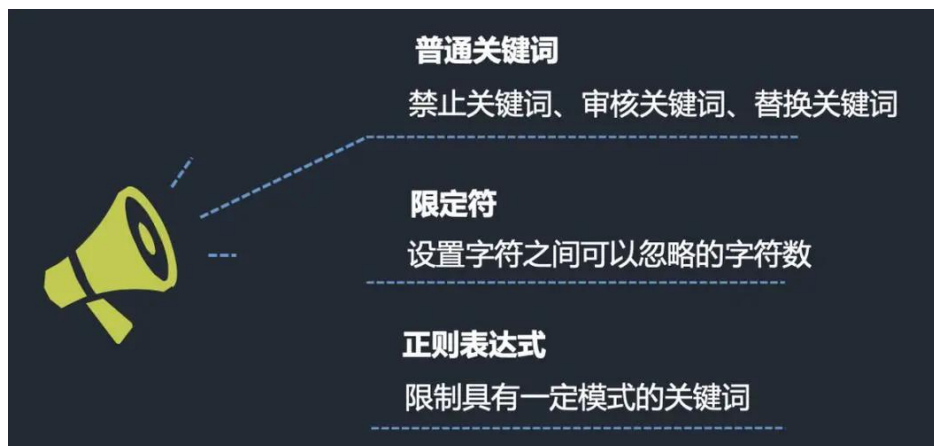 普通关键词
禁止关键词、审核关键词、替换关键词
限定符
设置字符之间可以忽略的字符数
正则表达式
限制具有一定模式的关键词